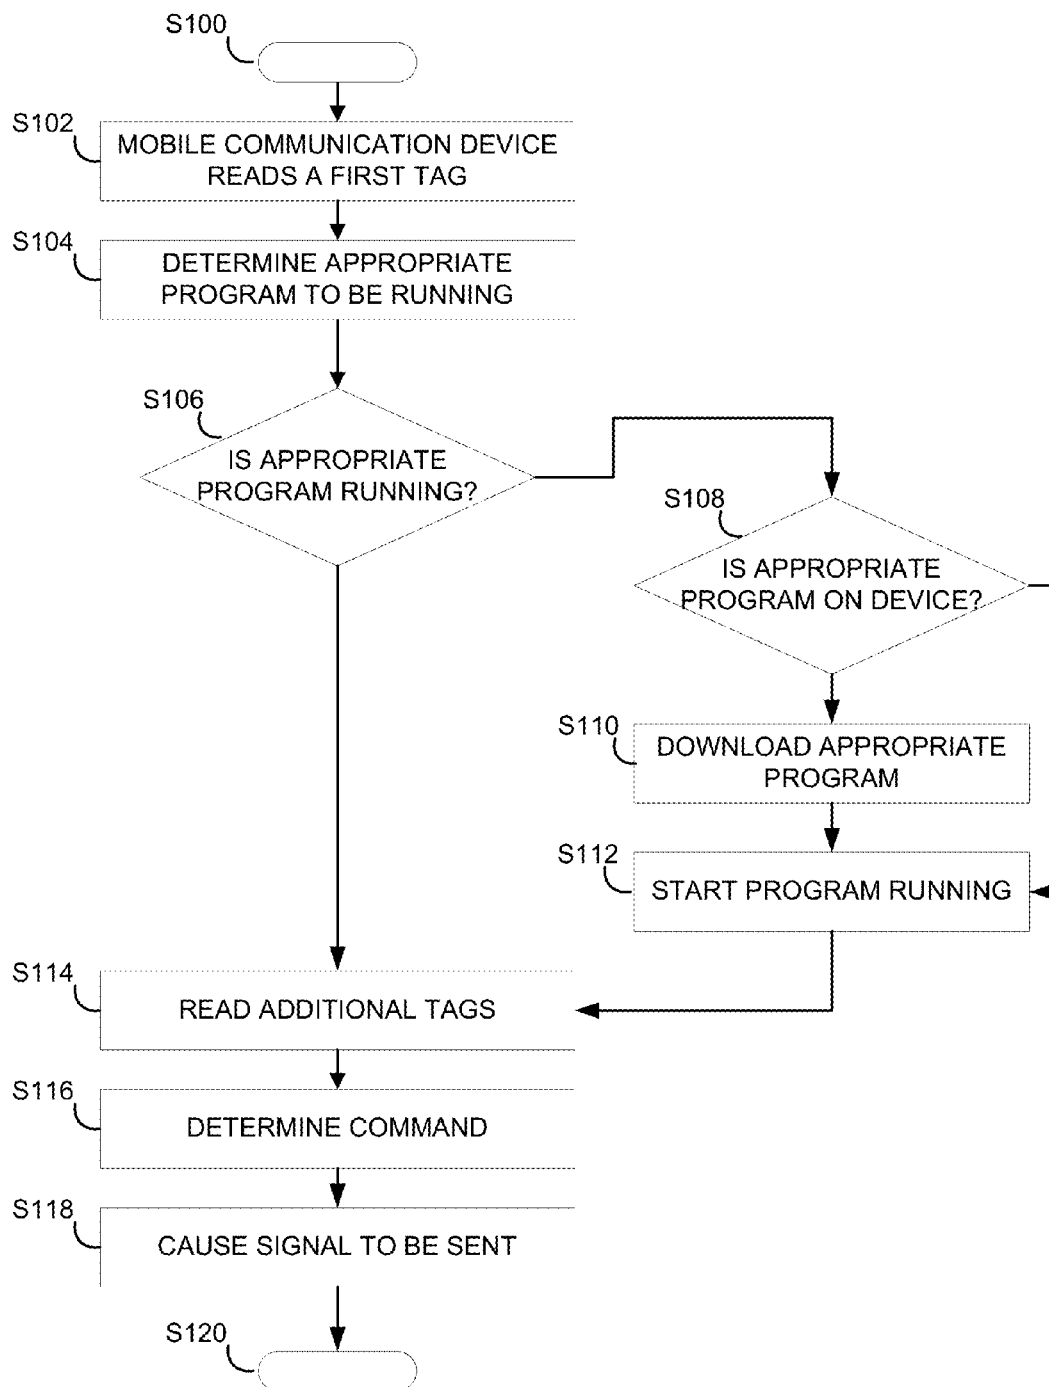 S100
S102
MOBILE COMMUNICATION DEVICE
READS A FIRST TAG
S104
DETERMINE APPROPRIATE
PROGRAM TO BE RUNNING
S106
IS APPROPRIATE
PROGRAM RUNNING?
S108
IS APPROPRIATE
PROGRAM ON DEVICE?
S110
DOWNLOAD APPROPRIATE
PROGRAM
S112
START PROGRAM RUNNING
S114
READ ADDITIONAL TAGS
S116
DETERMINE COMMAND
S118
CAUSE SIGNAL TO BE SENT
S120